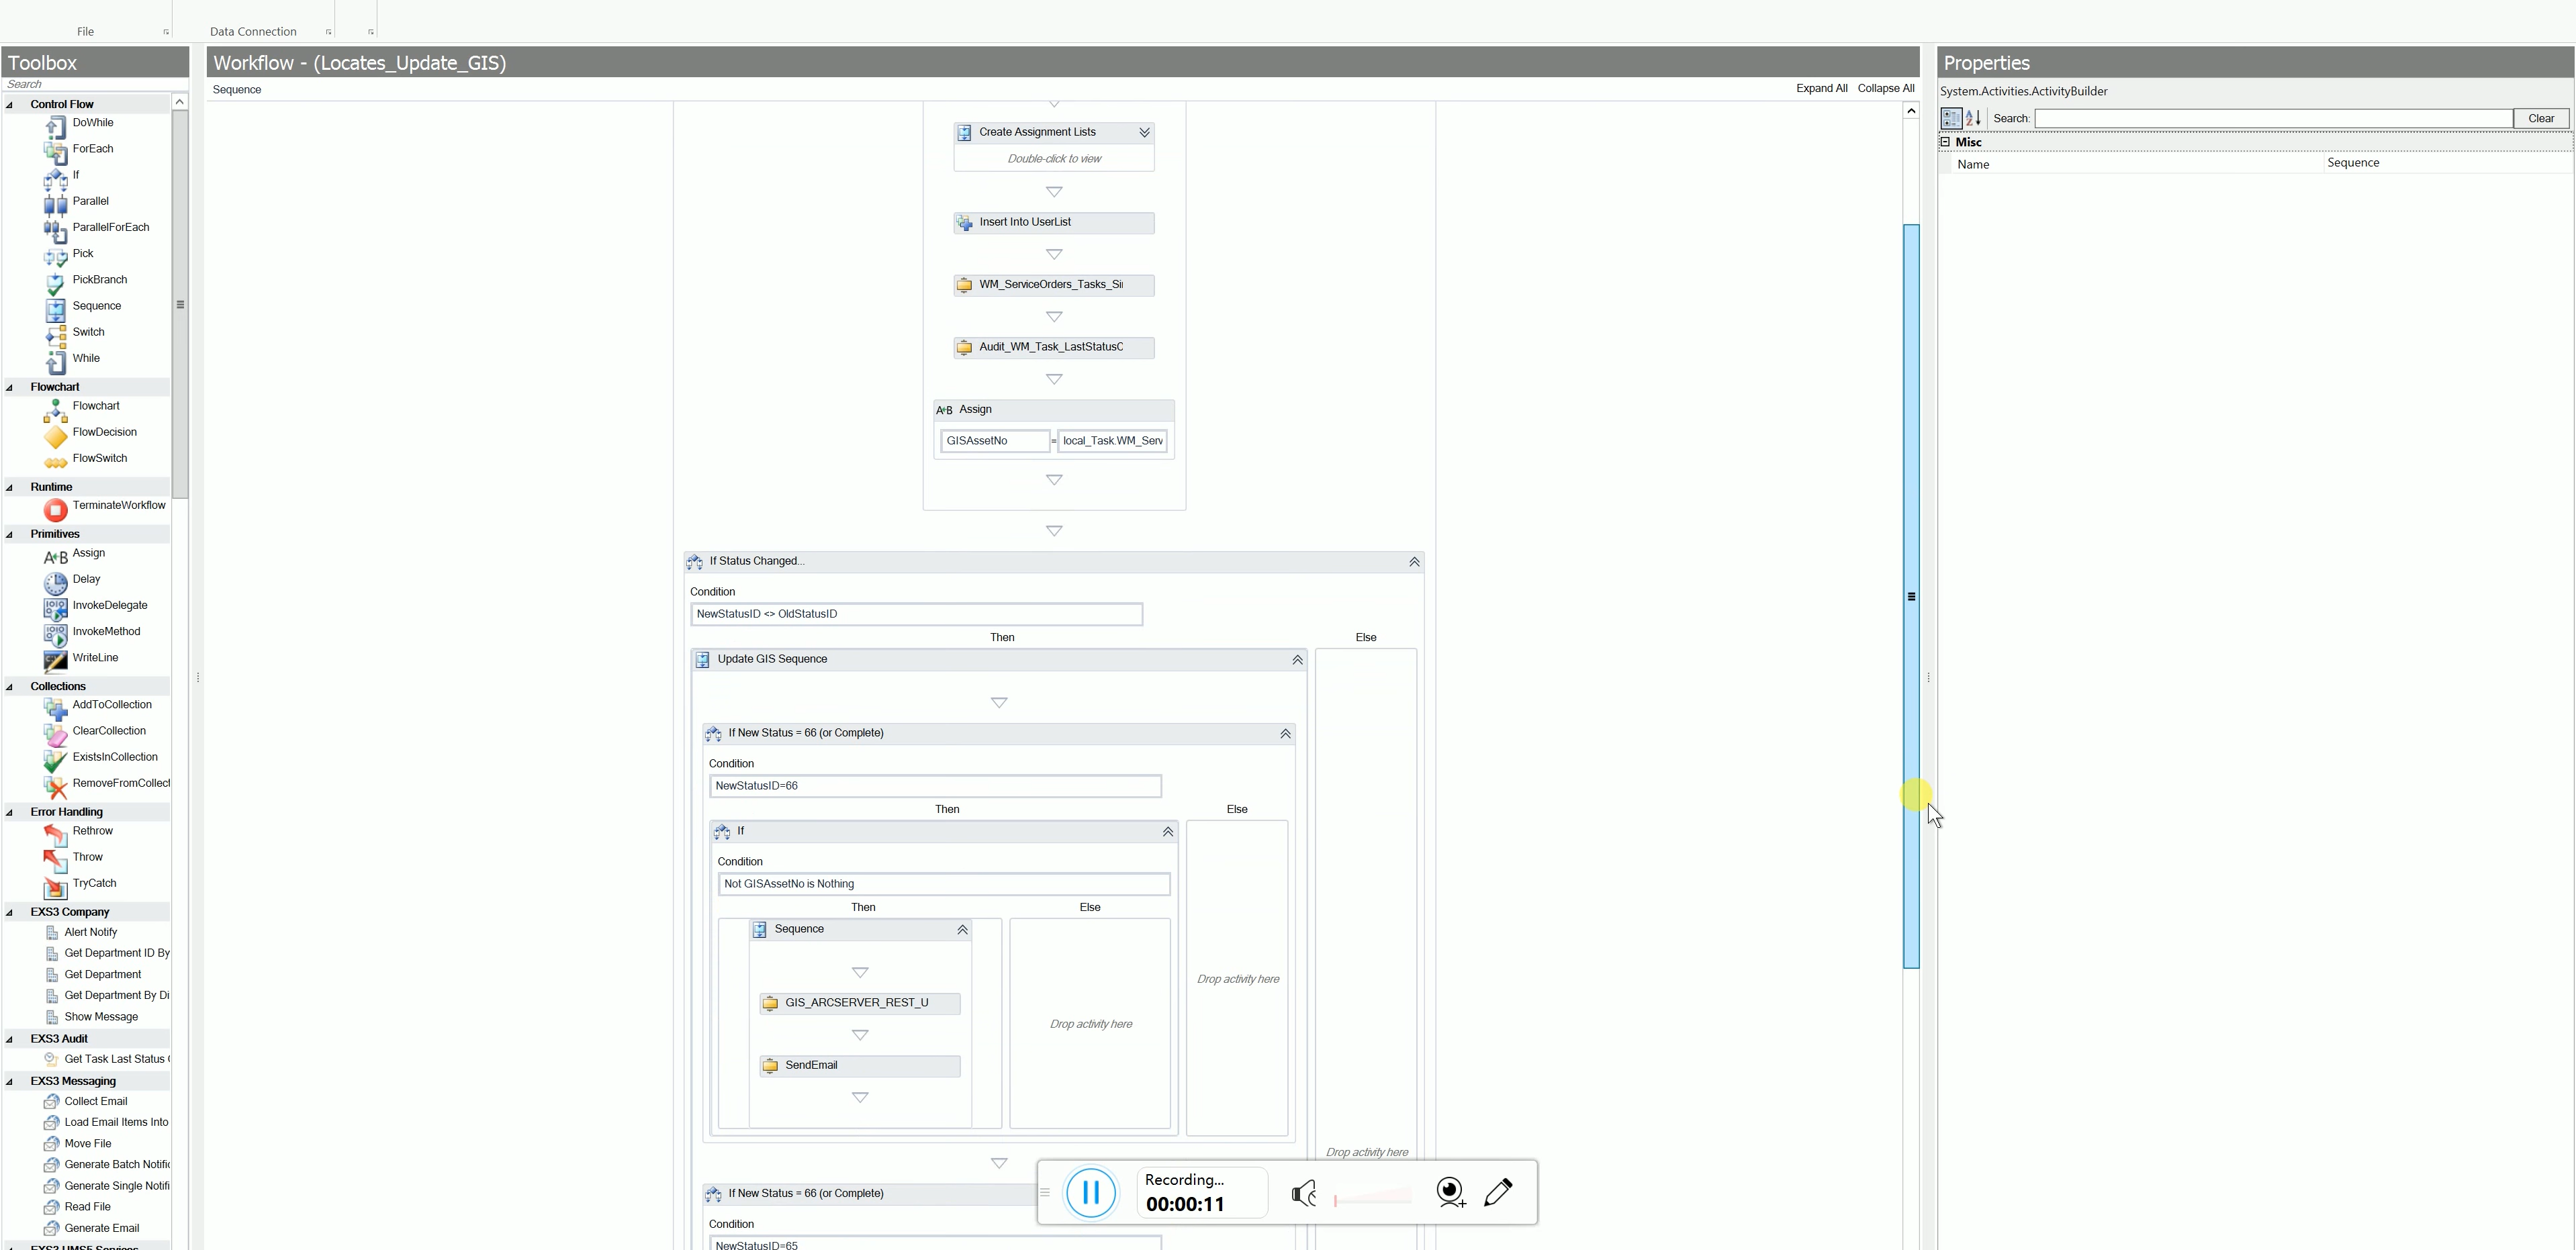 File
Data Connection
Toolbox
Search
Control Flow
DoWhile
ForEach
If
Parallel
ParallelForEach
Pick
PickBranch
Sequence
Switch
While
Flowchart
Flowchart
FlowDecision
FlowSwitch
Runtime
TerminateWorkflow
Primitives
Assign
Delay
InvokeDelegate
InvokeMethod
WriteLine
Collections
AddToCollection
ClearCollection
ExistsInCollection
RemoveFromCollect
Error Handling
Rethrow
Throw
TryCatch
EXS3 Company
Alert Notify
Get Department ID By
Get Department
Get Department By Di
Show Message
EXS3 Audit
Get Task Last Status
EXS3 Messaging
Collect Email
Load Email Items Into
Move File
Generate Batch Notific
Generate Single Notifi
Read File
Generate Email
EXS3 UMS5 Services
Workflow - (Locates_Update_GIS)
Sequence
Expand All Collapse All
Create Assignment Lists
Double-click to view
Insert Into UserList
WM_ServiceOrders_Tasks_Si
Audit_WM_Task_LastStatusC
A+B Assign
GISAssetNo = local_Task.WM_Serv
If Status Changed...
Condition
NewStatusID <> OldStatusID
Then Else
Update GIS Sequence
If New Status = 66 (or Complete)
Condition
NewStatusID=66
Then Else
If
Condition
Not GISAssetNo is Nothing
Then Else
Sequence
GIS_ARCSERVER_REST_U
SendEmail
Drop activity here
Drop activity here
Drop activity here
If New Status = 66 (or Complete)
Condition
NewStatusID=65
Recording...
00:00:11
Properties
System.Activities.ActivityBuilder
Search:
Clear
Misc
Name Sequence